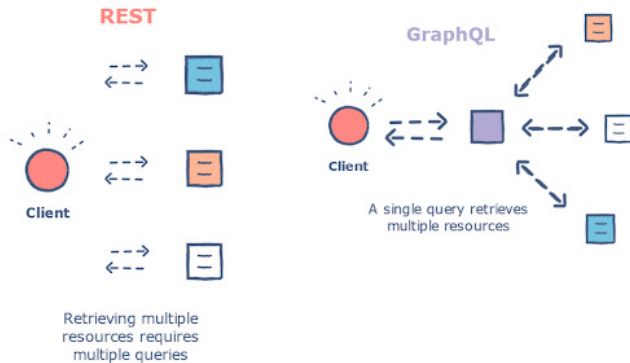 REST
Client
Retrieving multiple
resources requires
multiple queries
GraphQL
Client
A single query retrieves
multiple resources